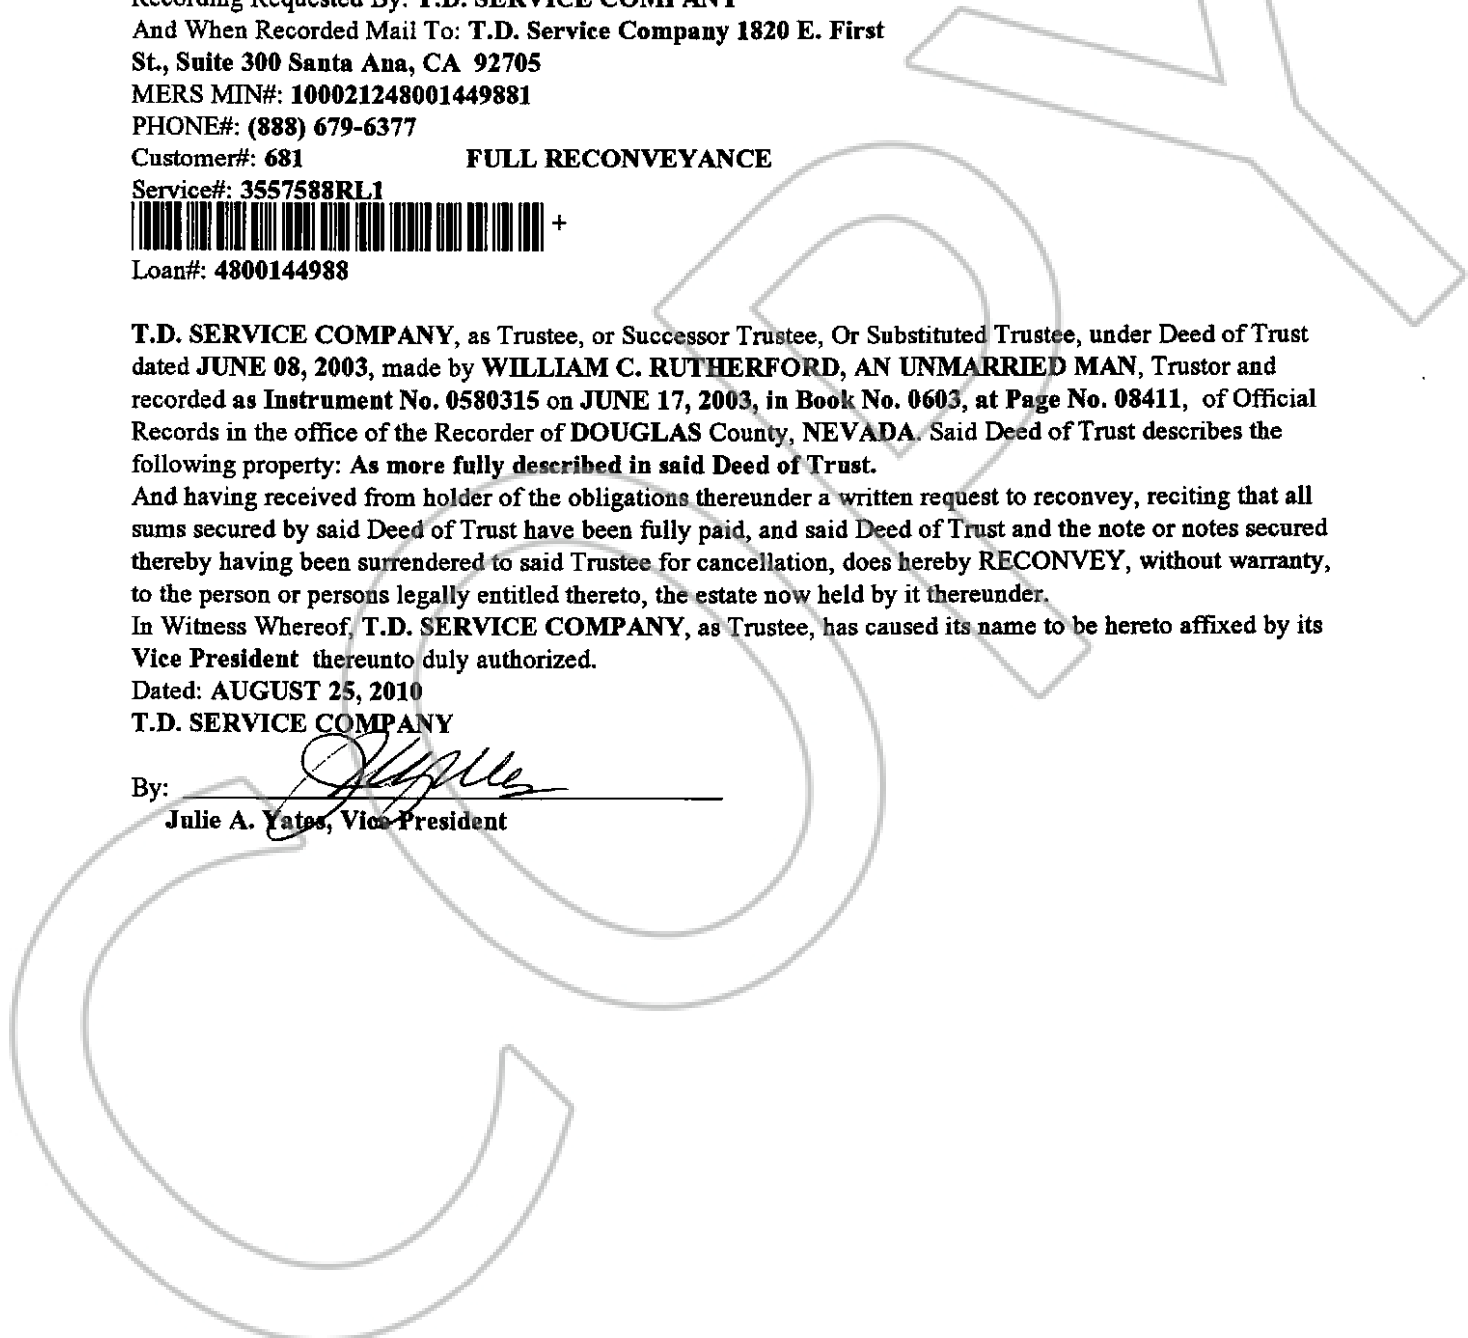 Recording Requested By: T.D. SERVICE COMPANY
And When Recorded Mail To: T.D. Service Company 1820 E. First
St., Suite 300 Santa Ana, CA 92705
MERS MIN#: 100021248001449881
PHONE#: (888) 679-6377
Customer#: 681 FULL RECONVEYANCE
Service#: 3557588RL1
+
Loan#: 4800144988
T.D. SERVICE COMPANY, as Trustee, or Successor Trustee, Or Substituted Trustee, under Deed of Trust
dated JUNE 08, 2003, made by WILLIAM C. RUTHERFORD, AN UNMARRIED MAN, Trustor and
recorded as Instrument No. 0580315 on JUNE 17, 2003, in Book No. 0603, at Page No. 08411, of Official
Records in the office of the Recorder of DOUGLAS County, NEVADA. Said Deed of Trust describes the
following property: As more fully described in said Deed of Trust.
And having received from holder of the obligations thereunder a written request to reconvey, reciting that all
sums secured by said Deed of Trust have been fully paid, and said Deed of Trust and the note or notes secured
thereby having been surrendered to said Trustee for cancellation, does hereby RECONVEY, without warranty,
to the person or persons legally entitled thereto, the estate now held by it thereunder.
In Witness Whereof, T.D. SERVICE COMPANY, as Trustee, has caused its name to be hereto affixed by its
Vice President thereunto duly authorized.
Dated: AUGUST 25, 2010
T.D. SERVICE COMPANY
By:
Julie A. Yates, Vice President
COPY